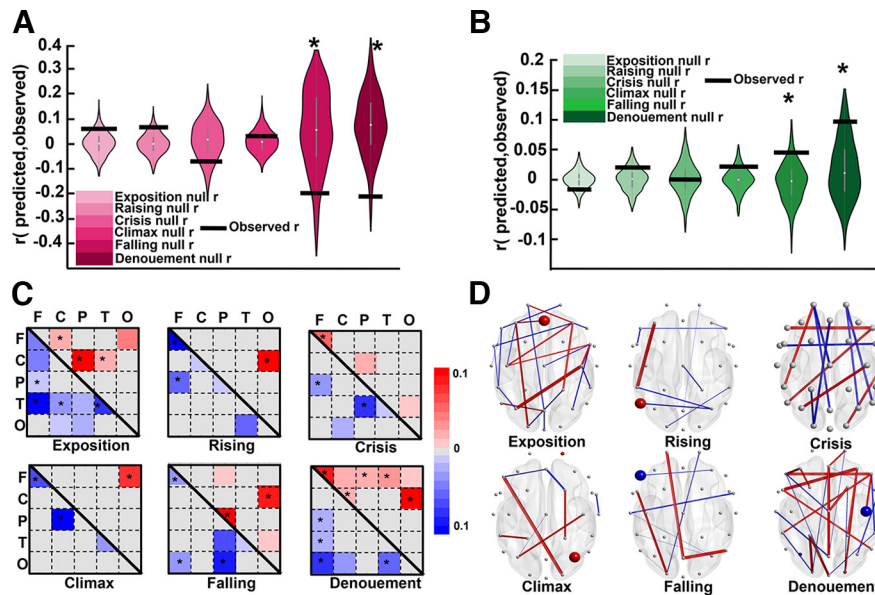 A
r( predicted,observed)
0.4
0.3
0.2
0.1
0
-0.1
-0.2
-0.3
-0.4
* *
Exposition null r
Raising null r
Crisis null r
Climax null r
Falling null r
Denouement null r
Observed r
B
r( predicted,observed)
0.2
0.15
0.1
0.05
0
0.05
-0.1
* *
Exposition null r
Raising null r
Crisis null r
Climax null r
Falling null r
Denouement null r
Observed r
C
F C P T O
F
C
P
T
O
Exposition
F C P T O
Rising
F C P T O
Crisis
F
C
P
T
O
Climax
Falling
Denouement
0.1
0
0.1
D
Exposition
Rising
Crisis
Climax
Falling
Denouemen